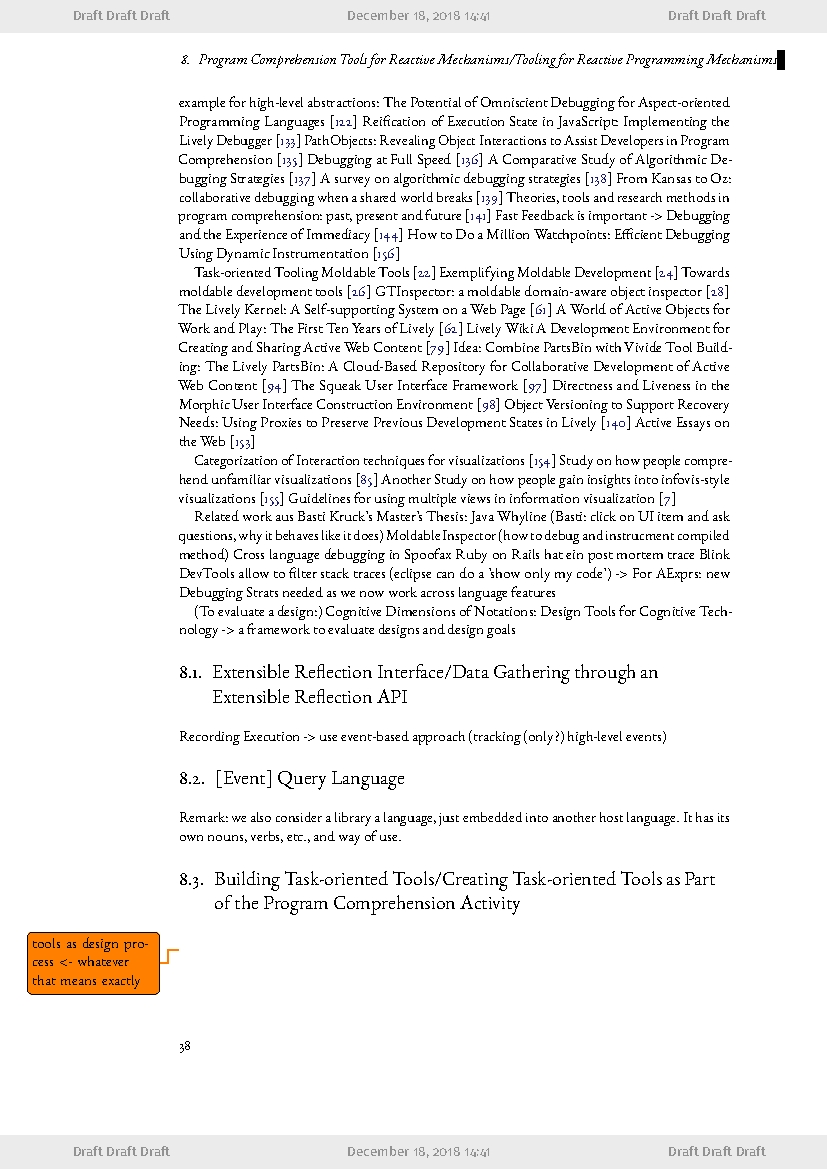 Draft Draft Draft December 18, 2018 14:41 Draft Draft Draft
8. Program Comprehension Tools for Reactive Mechanisms/Tooling for Reactive Programming Mechanisms
example for high-level abstractions: The Potential of Omniscient Debugging for Aspect-oriented
Programming Languages [122] Reification of Execution State in JavaScript: Implementing the
Lively Debugger [133] PathObjects: Revealing Object Interactions to Assist Developers in Program
Comprehension [135] Debugging at Full Speed [136] A Comparative Study of Algorithmic De-
bugging Strategies [137] A survey on algorithmic debugging strategies [138] From Kansas to Oz:
collaborative debugging when a shared world breaks [139] Theories, tools and research methods in
program comprehension: past, present and future [141] Fast Feedback is important -> Debugging
and the Experience of Immediacy [144] How to Do a Million Watchpoints: Efficient Debugging
Using Dynamic Instrumentation [156]
Task-oriented Tooling Moldable Tools [22] Exemplifying Moldable Development [24] Towards
moldable development tools [26] GTInspector: a moldable domain-aware object inspector [28]
The Lively Kernel: A Self-supporting System on a Web Page [61] A World of Active Objects for
Work and Play: The First Ten Years of Lively [62] Lively Wiki A Development Environment for
Creating and Sharing Active Web Content [79] Idea: Combine PartsBin with Vivide Tool Build-
ing: The Lively PartsBin: A Cloud-Based Repository for Collaborative Development of Active
Web Content [94] The Squeak User Interface Framework [97] Directness and Liveness in the
Morphic User Interface Construction Environment [98] Object Versioning to Support Recovery
Needs: Using Proxies to Preserve Previous Development States in Lively [140] Active Essays on
the Web [153]
Categorization of Interaction techniques for visualizations [154] Study on how people compre-
hend unfamiliar visualizations [85] Another Study on how people gain insights into infovis-style
visualizations [155] Guidelines for using multiple views in information visualization [7]
Related work aus Basti Kruck's Master's Thesis: Java Whyline (Basti: click on UI item and ask
questions, why it behaves like it does) Moldable Inspector (how to debug and instrucment compiled
method) Cross language debugging in Spoofax Ruby on Rails hat ein post mortem trace Blink
DevTools allow to filter stack traces (eclipse can do a 'show only my code') -> For AExprs: new
Debugging Strats needed as we now work across language features
(To evaluate a design:) Cognitive Dimensions of Notations: Design Tools for Cognitive Tech-
nology -> a framework to evaluate designs and design goals
8.1. Extensible Reflection Interface/Data Gathering through an
Extensible Reflection API
Recording Execution -> use event-based approach (tracking (only?) high-level events)
8.2. [Event] Query Language
Remark: we also consider a library a language, just embedded into another host language. It has its
own nouns, verbs, etc., and way of use.
8.3. Building Task-oriented Tools/Creating Task-oriented Tools as Part
of the Program Comprehension Activity
tools as design pro-
cess <- whatever
that means exactly
38
Draft Draft Draft December 18, 2018 14:41 Draft Draft Draft